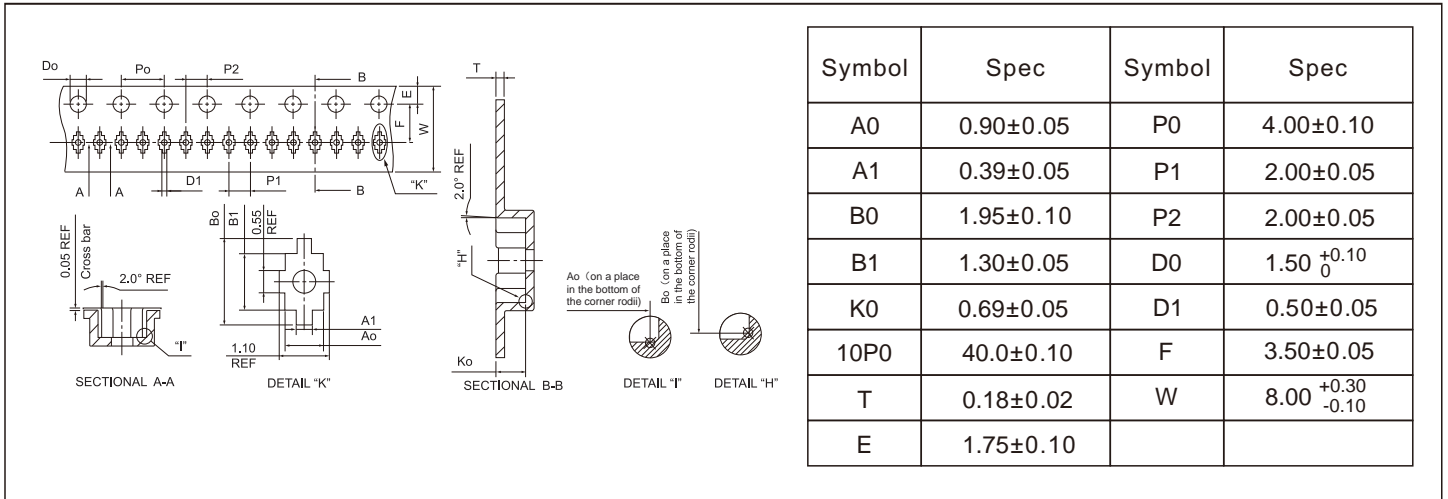 Do Po P2 B
E
F
W
A A D1 P1 B "K"
T
2.0° REF
"H"
Ko
SECTIONAL B-B
0.05 REF
Cross bar
2.0° REF
"I"
SECTIONAL A-A
Bo
B1
0.55
REF
A1
Ao
1.10
REF
DETAIL "K"
Ao (on a place
in the bottom of
the corner rodii)
DETAIL "I"
Bo (on a place
in the bottom of
the corner rodii)
DETAIL "H"
Symbol Spec Symbol Spec
A0 0.90±0.05 P0 4.00±0.10
A1 0.39±0.05 P1 2.00±0.05
B0 1.95±0.10 P2 2.00±0.05
B1 1.30±0.05 D0 1.50 +0.10 0
K0 0.69±0.05 D1 0.50±0.05
10P0 40.0±0.10 F 3.50±0.05
T 0.18±0.02 W 8.00 +0.30 -0.10
E 1.75±0.10